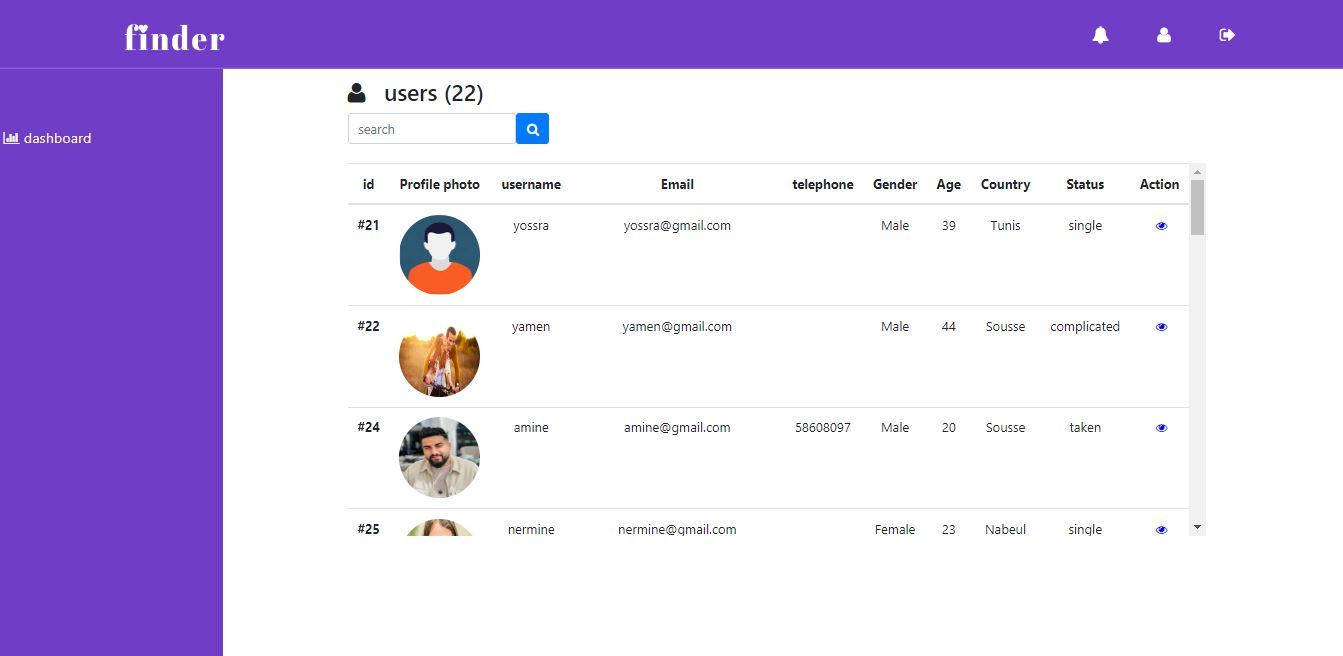 finder
dashboard
users (22)
search
id Profile photo username Email telephone Gender Age Country Status Action
#21 yossra yossra@gmail.com Male 39 Tunis single
#22 yamen yamen@gmail.com Male 44 Sousse complicated
#24 amine amine@gmail.com 58608097 Male 20 Sousse taken
#25 nermine nermine@gmail.com Female 23 Nabeul single